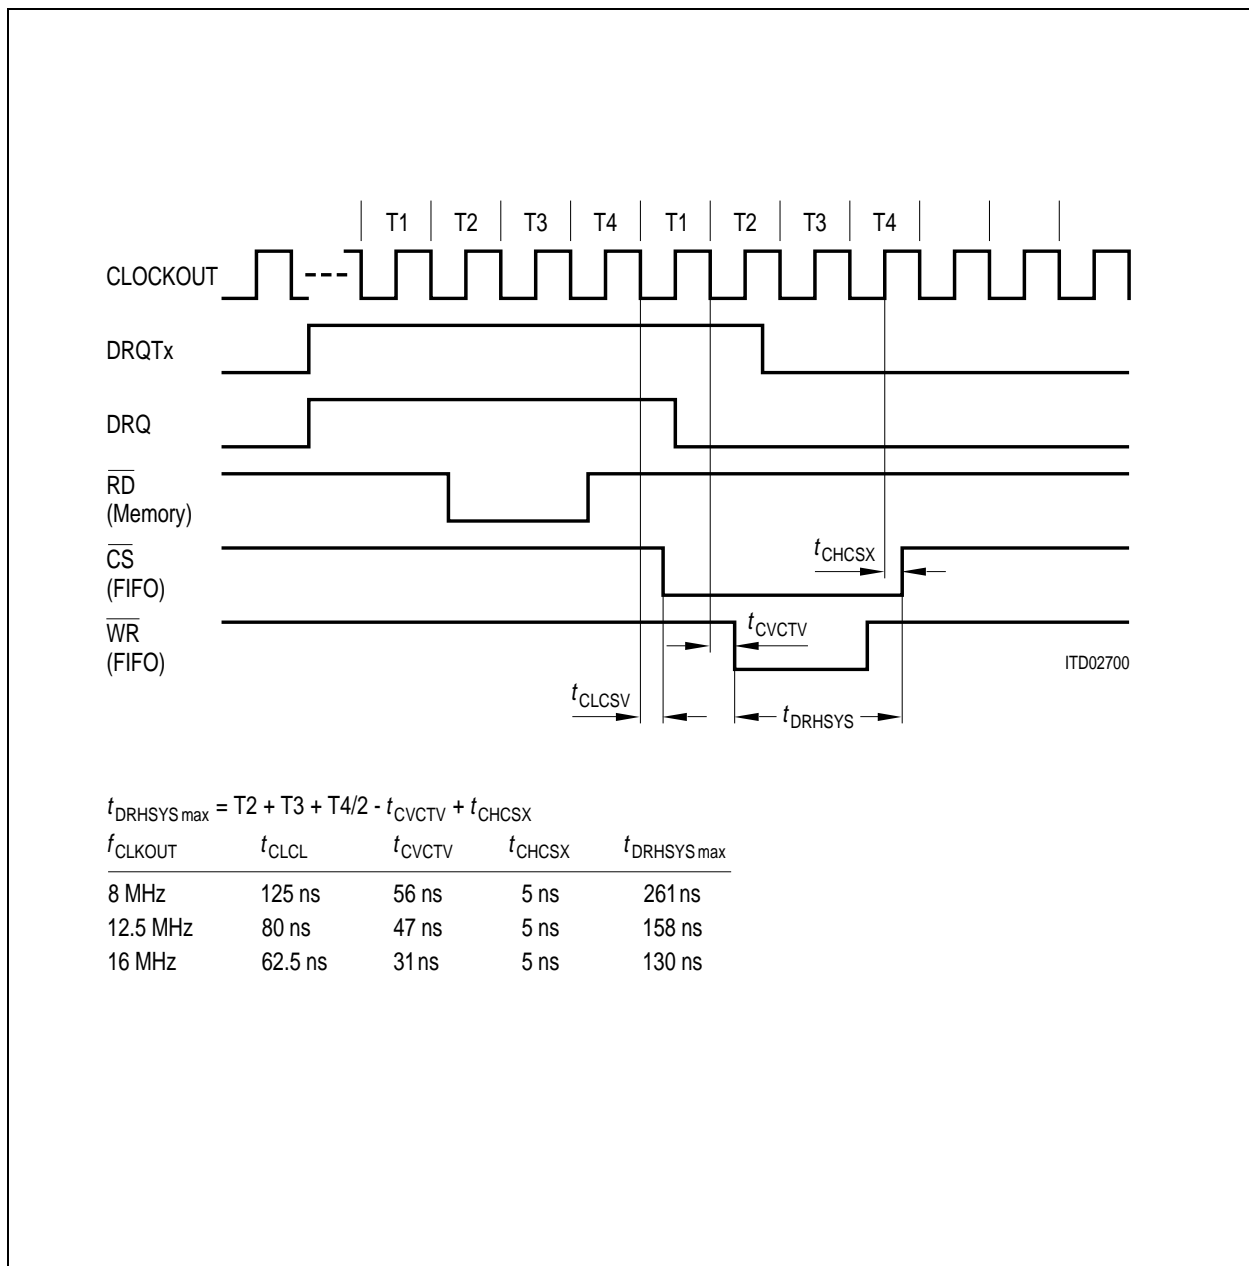 T1 T2 T3 T4 T1 T2 T3 T4
CLOCKOUT
DRQTx
DRQ
RD
(Memory)
CS
(FIFO)
tCHCSX
WR
(FIFO)
tCVCTV
ITD02700
tCLCSV
tDRHSYS
tDRHSYS max = T2 + T3 + T4/2 - tCVCTV + tCHCSX
fCLKOUT tCLCL tCVCTV tCHCSX tDRHSYS max
8 MHz 125 ns 56 ns 5 ns 261 ns
12.5 MHz 80 ns 47 ns 5 ns 158 ns
16 MHz 62.5 ns 31 ns 5 ns 130 ns